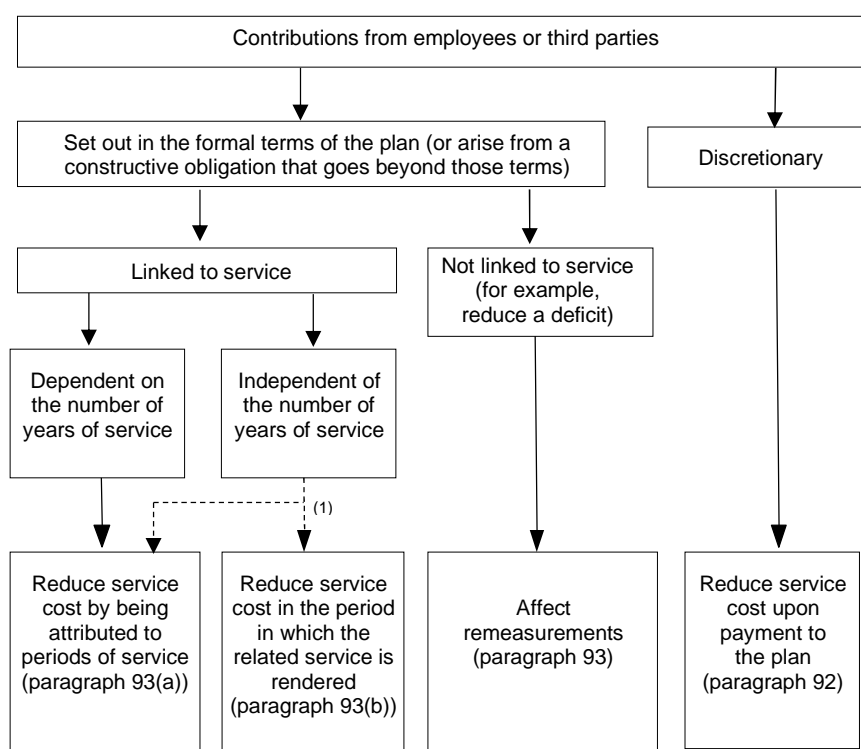 Contributions from employees or third parties
Set out in the formal terms of the plan (or arise from a
constructive obligation that goes beyond those terms)
Discretionary
Linked to service
Not linked to service
(for example,
reduce a deficit)
Dependent on
the number of
years of service
Independent of
the number of
years of service
(1)
Reduce service
cost by being
attributed to
periods of service
(paragraph 93(a))
Reduce service
cost in the period
in which the
related service is
rendered
(paragraph 93(b))
Affect
remeasurements
(paragraph 93)
Reduce service
cost upon
payment to
the plan
(paragraph 92)